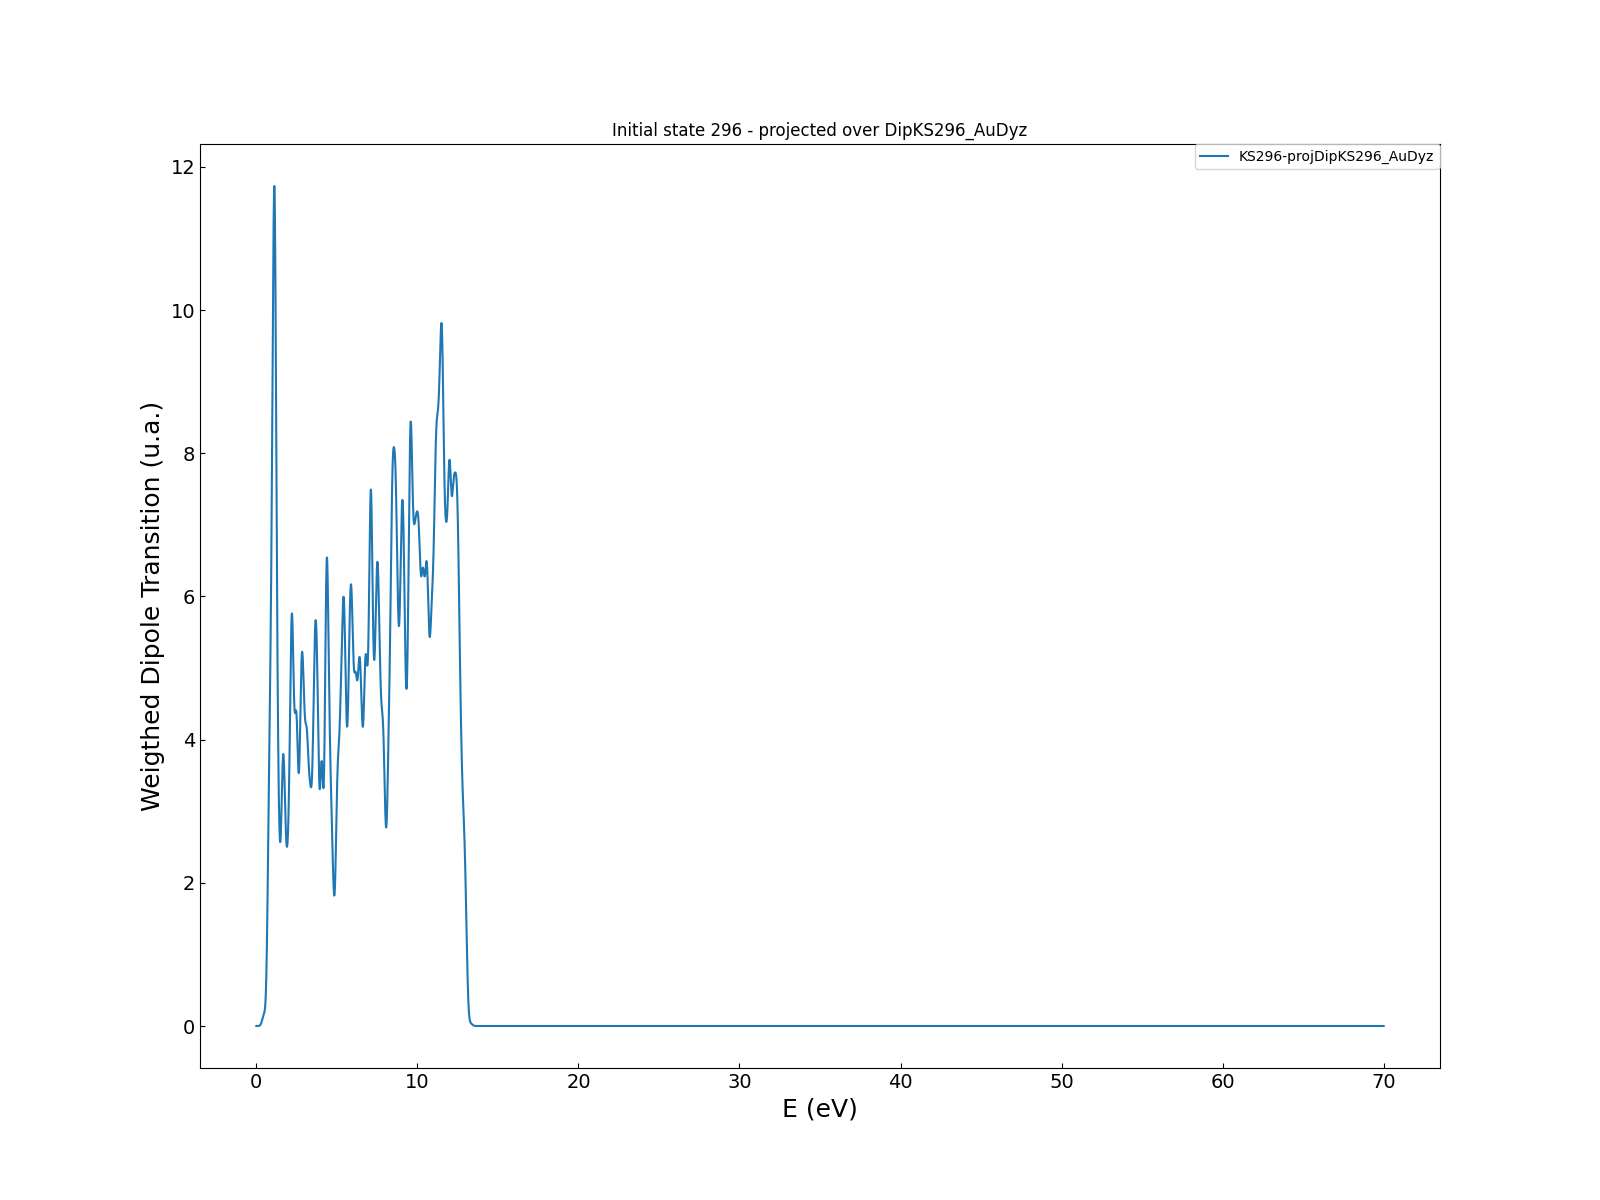 Initial state 296 - projected over DipKS296_AuDyz
KS296-projDipKS296_AuDyz
Weigthed Dipole Transition (u.a.)
12
10
8
6
4
2
0
0 10 20 30 40 50 60 70
E (eV)